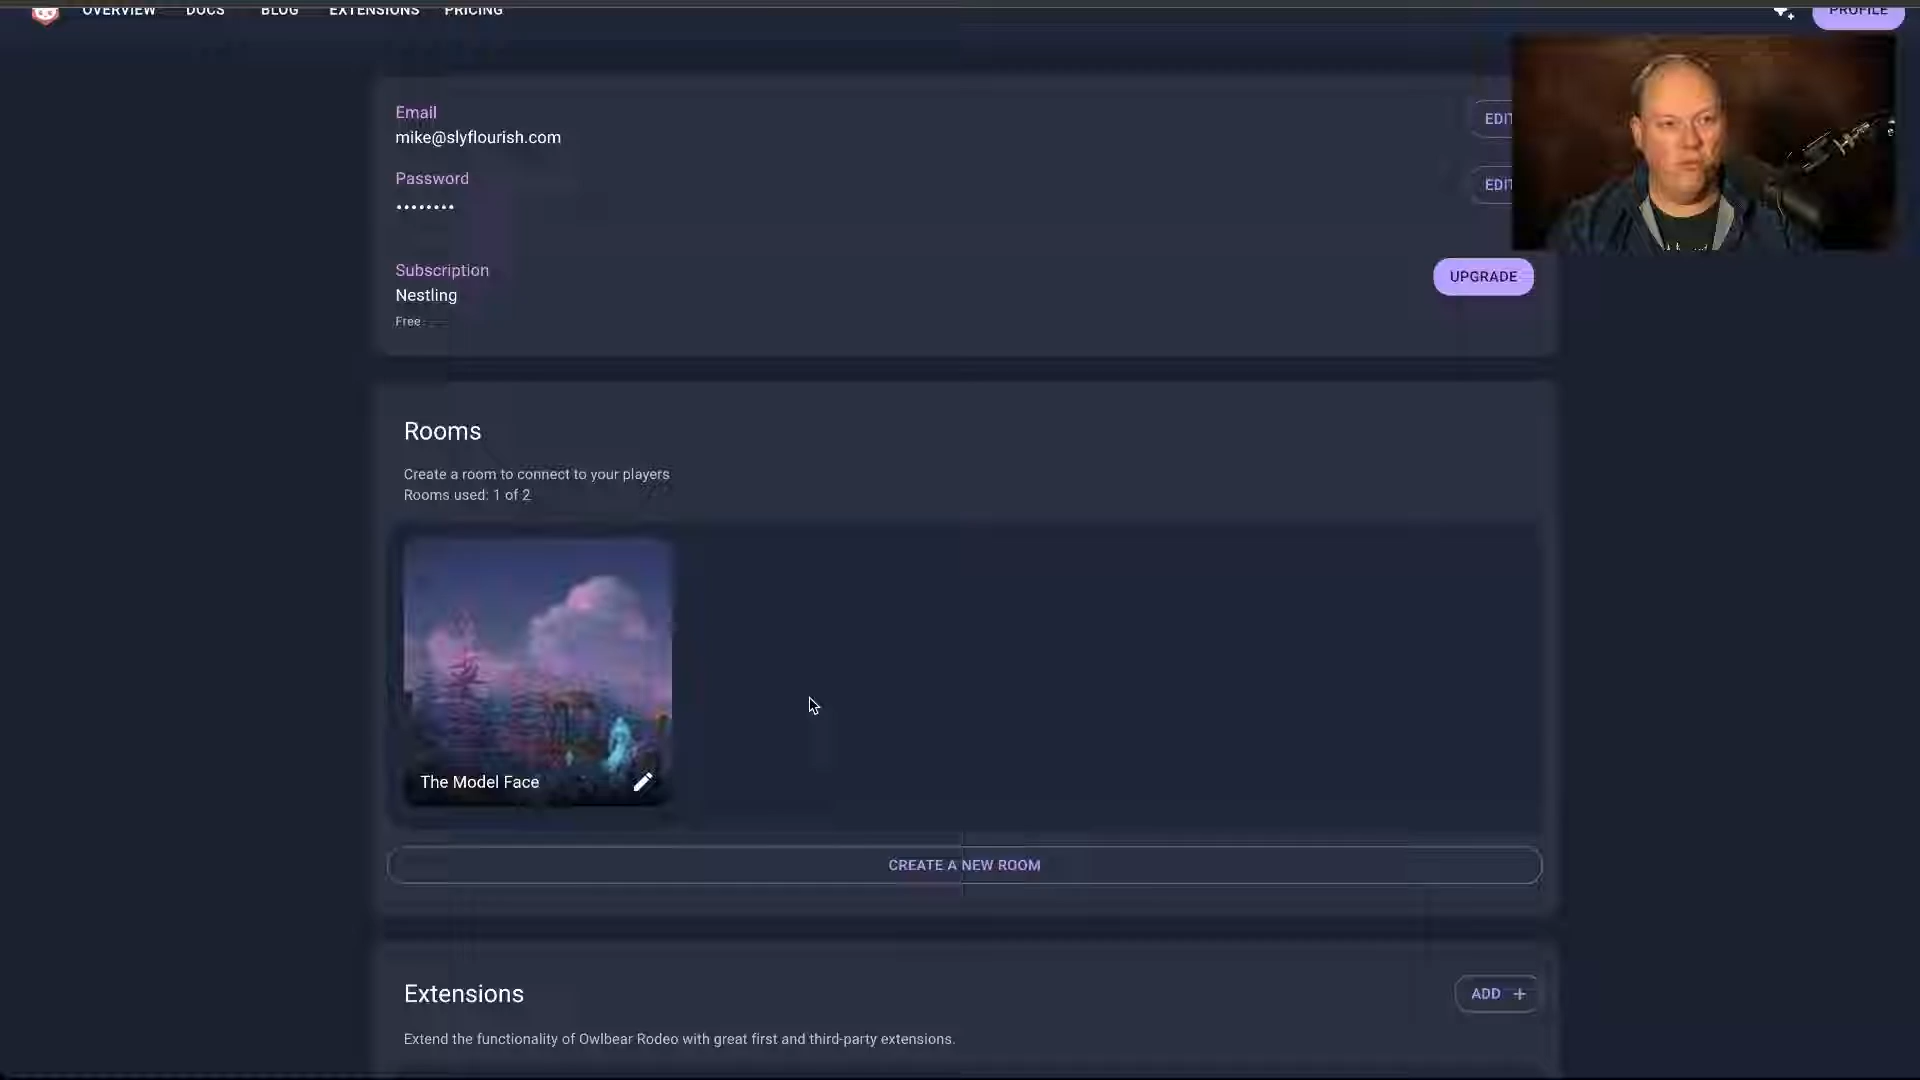 OVERVIEW DOCS BLOG EXTENSIONS PRICING PROFILE
Email
mike@slyflourish.com
EDIT
Password
••••••••
EDIT
Subscription
Nestling
Free
UPGRADE
Rooms
Create a room to connect to your players
Rooms used: 1 of 2
The Model Face
CREATE A NEW ROOM
Extensions
ADD +
Extend the functionality of Owlbear Rodeo with great first and third-party extensions.